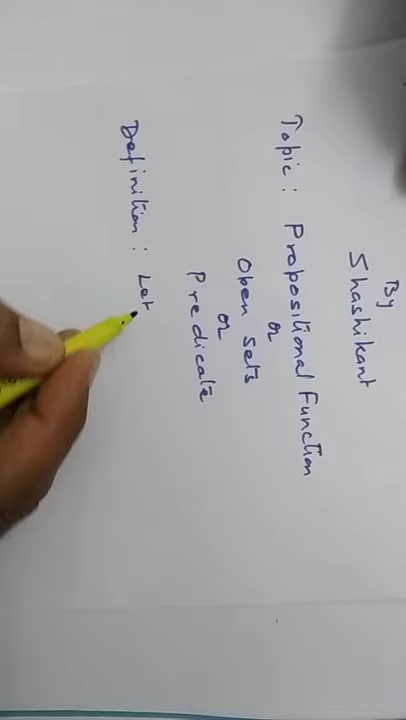 By
Shashikant
Topic : Propositional Function
or
Open Sets
or
Predicate
Definition : Let